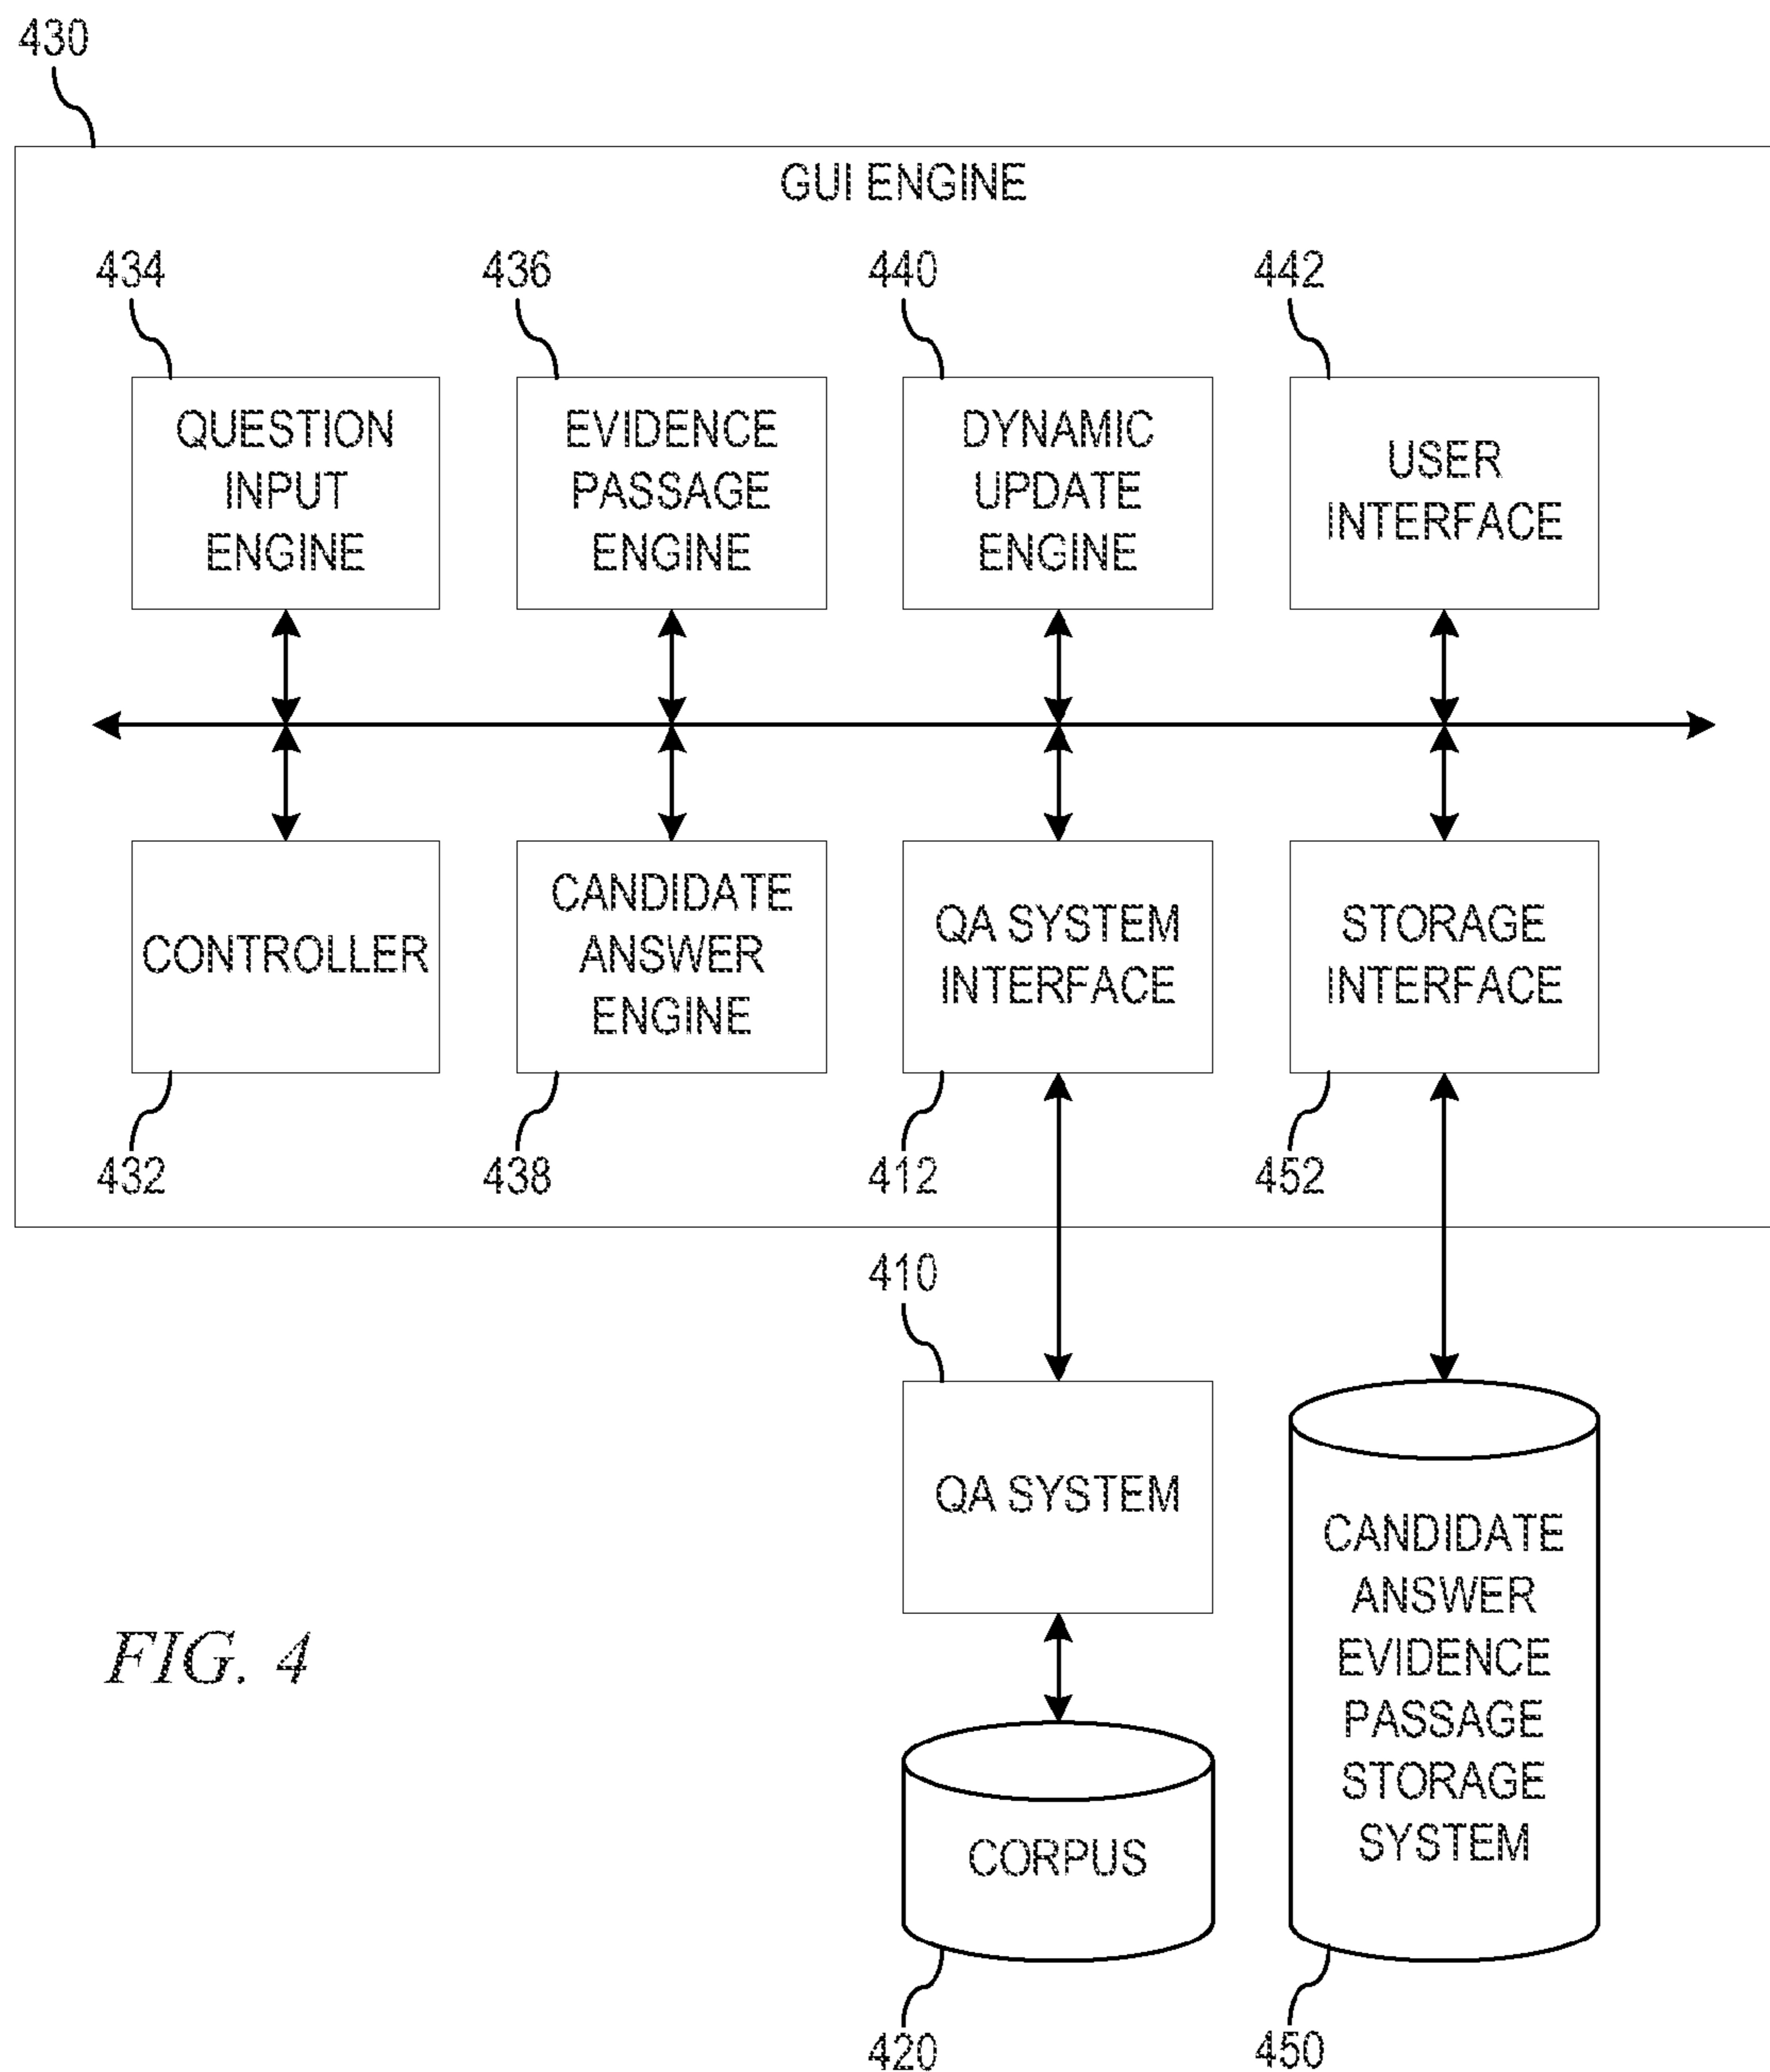 430
GUI ENGINE
434
436
440
442
QUESTION
INPUT
ENGINE
EVIDENCE
PASSAGE
ENGINE
DYNAMIC
UPDATE
ENGINE
USER
INTERFACE
CONTROLLER
CANDIDATE
ANSWER
ENGINE
QA SYSTEM
INTERFACE
STORAGE
INTERFACE
432
438
412
452
410
QA SYSTEM
CANDIDATE
ANSWER
EVIDENCE
PASSAGE
STORAGE
SYSTEM
FIG. 4
CORPUS
420
450